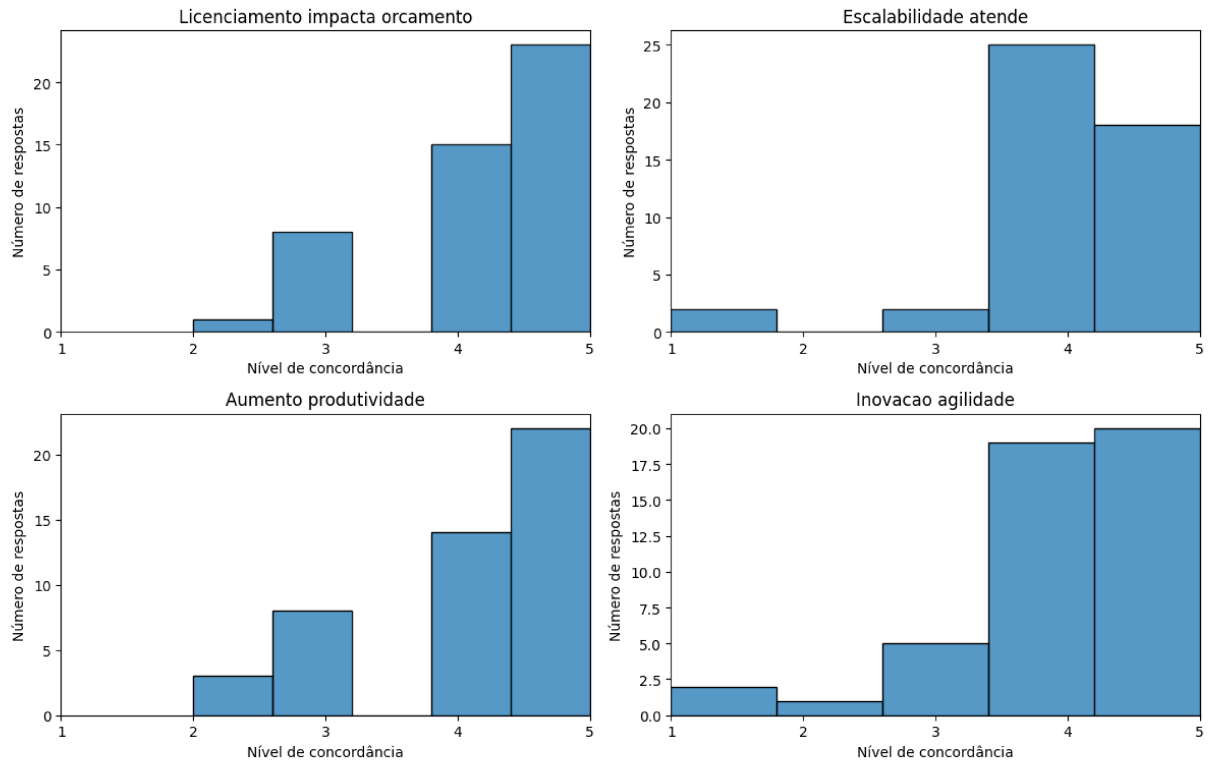 Licenciamento impacta orcamento
Número de respostas
20
15
10
5
0
1 2 3 4 5
Nível de concordância
Escalabilidade atende
Número de respostas
25
20
15
10
5
0
1 2 3 4 5
Nível de concordância
Aumento produtividade
Número de respostas
20
15
10
5
0
1 2 3 4 5
Nível de concordância
Inovacao agilidade
Número de respostas
20.0
17.5
15.0
12.5
10.0
7.5
5.0
2.5
0.0
1 2 3 4 5
Nível de concordância